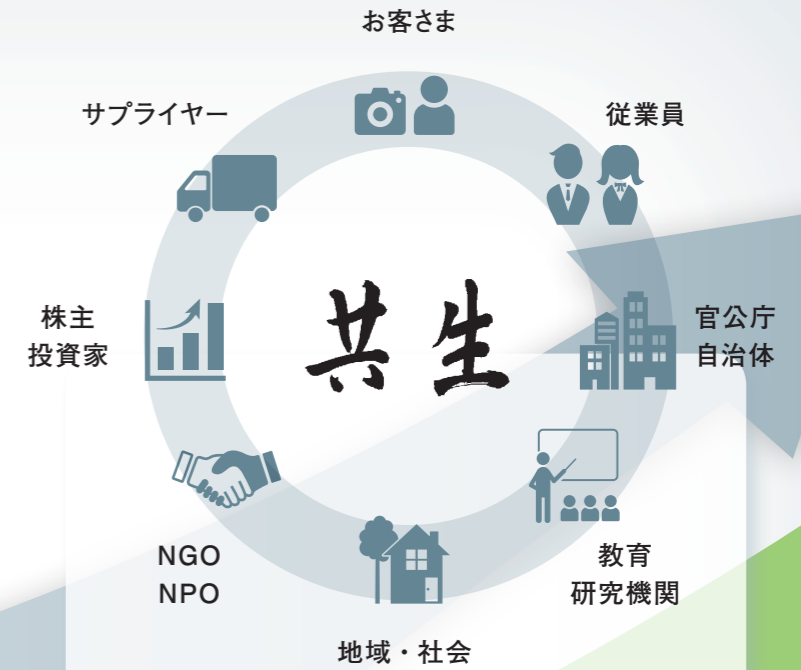 お客さま
サプライヤー
従業員
株主
投資家
共生
官公庁
自治体
NGO
NPO
教育
研究機関
地域・社会